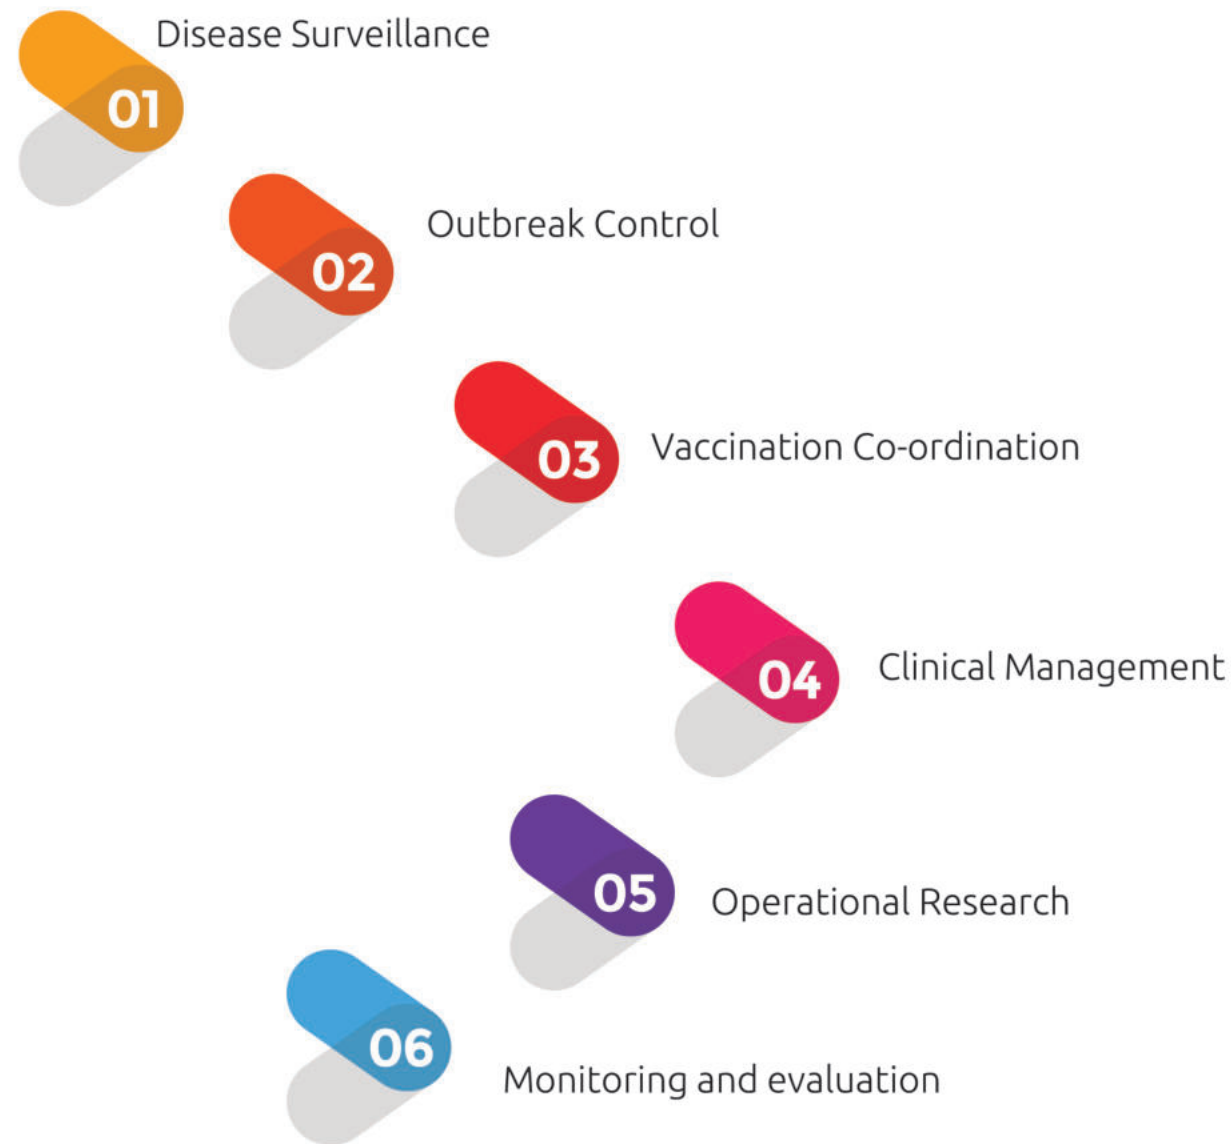 Disease Surveillance
01
Outbreak Control
02
Vaccination Co-ordination
03
Clinical Management
04
05
Operational Research
06
Monitoring and evaluation